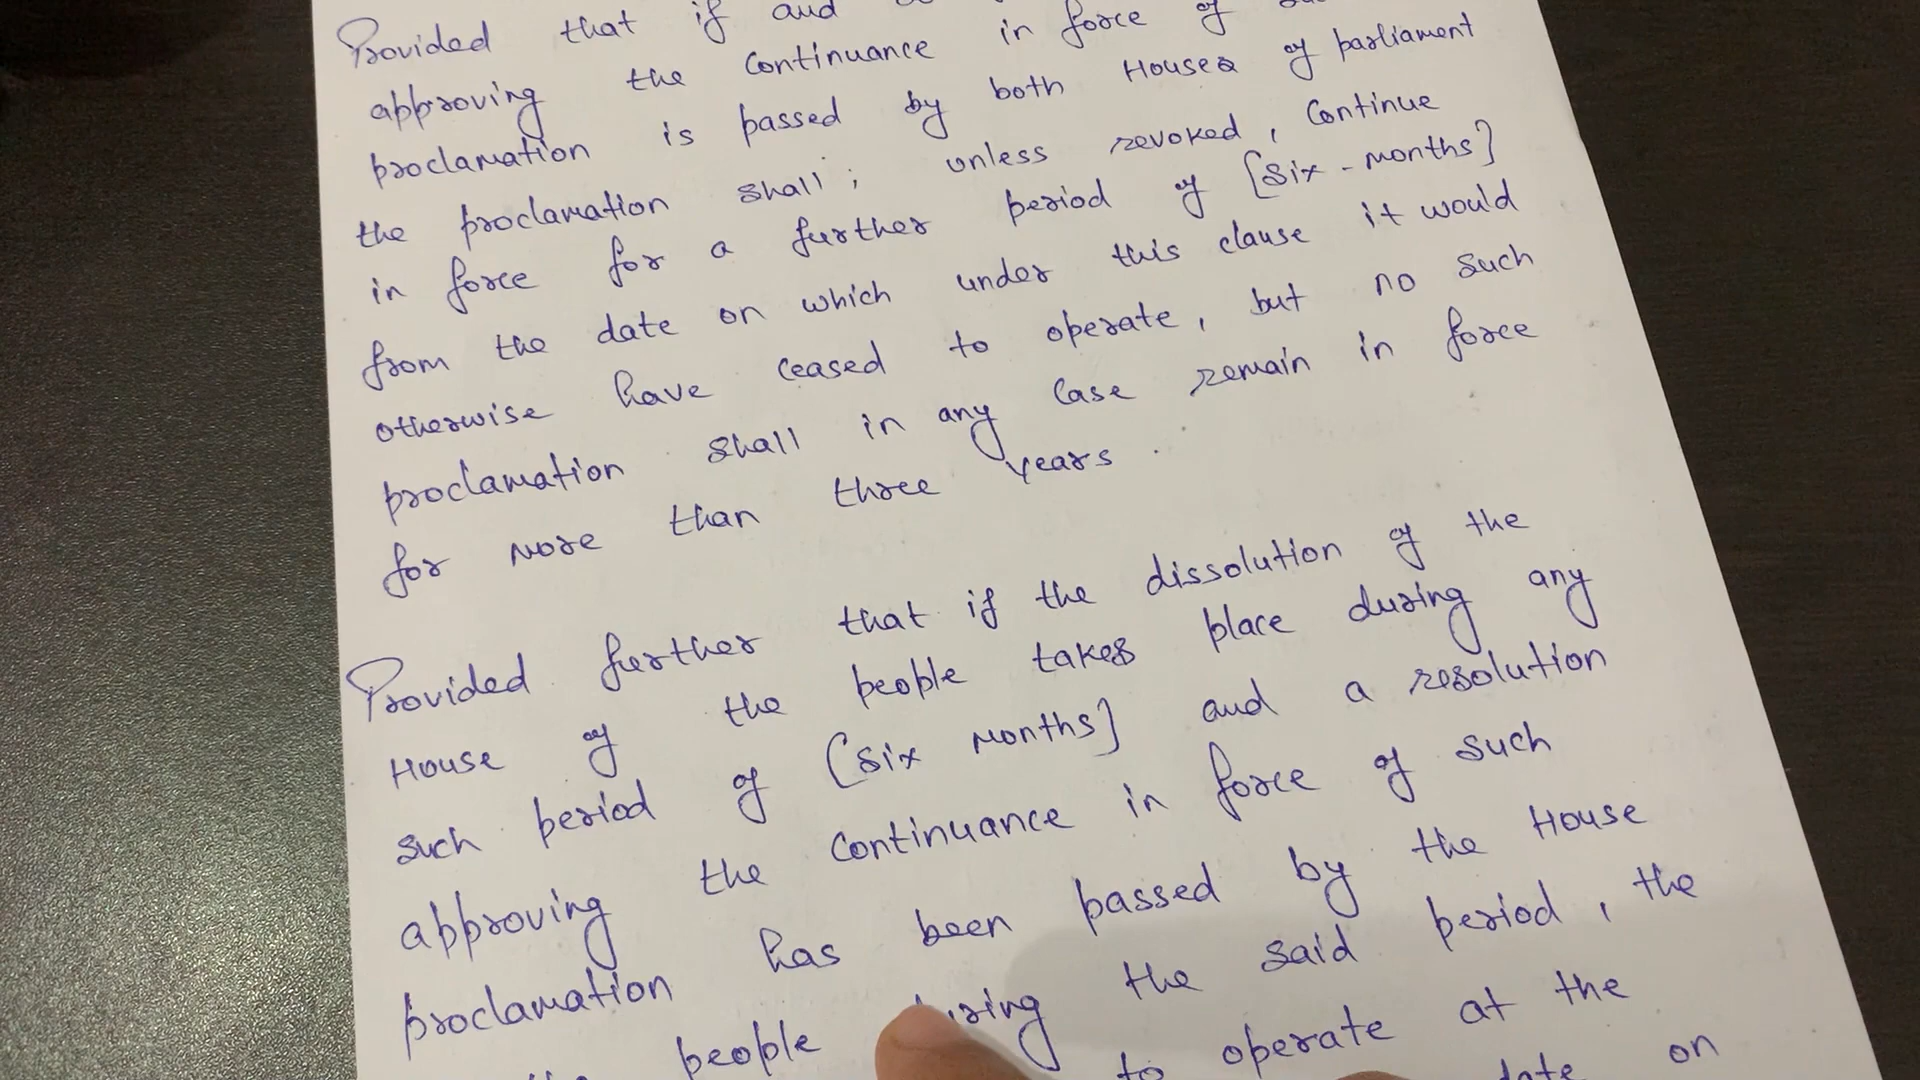 Provided that if and
approving the continuance in force of
proclamation is passed by both Houses of parliament
the proclamation shall; unless revoked, continue
in force for a further period of [six-months]
from the date on which under this clause it would
otherwise have ceased to operate, but no such
proclamation shall in any case remain in force
for more than three years.
Provided further that if the dissolution of the
House of the people takes place during any
such period of [six months] and a resolution
approving the continuance in force of such
proclamation has been passed by the House
people the said period, the
to operate at the
date on